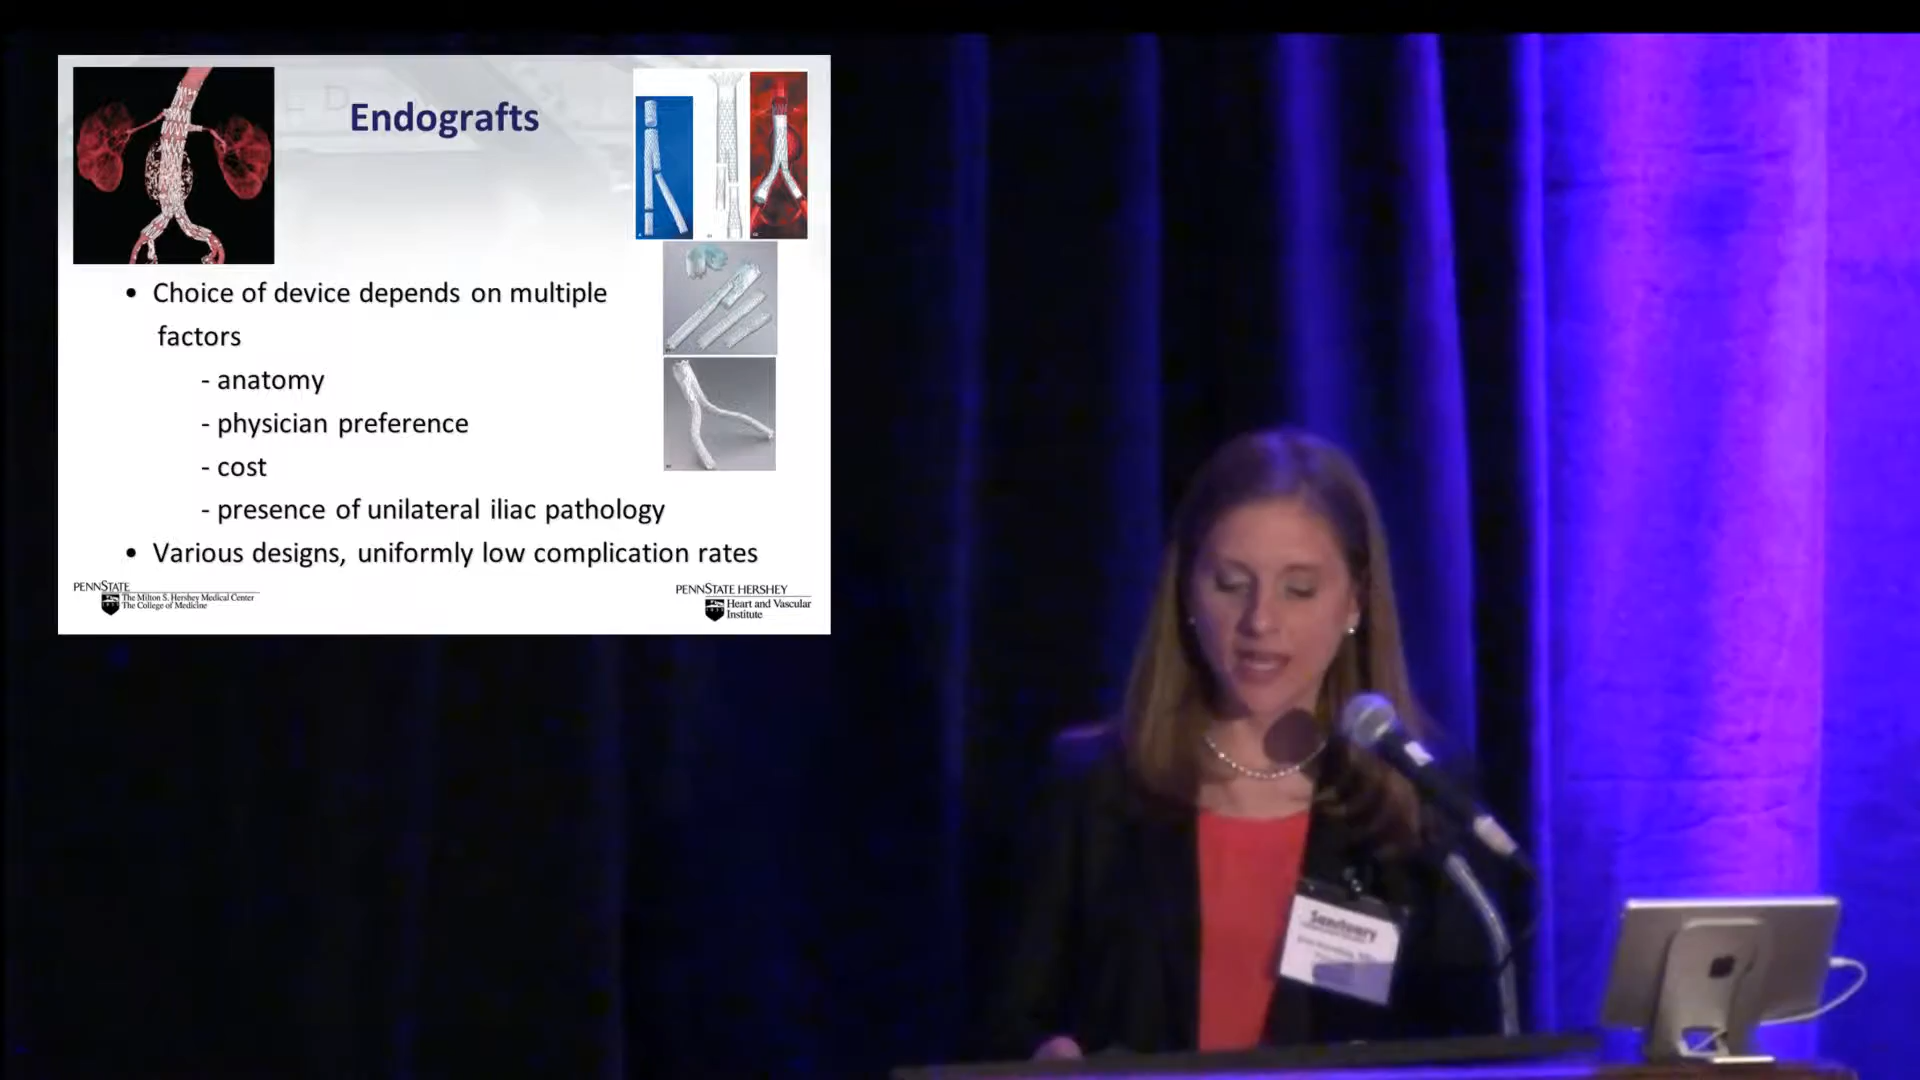 Endografts
• Choice of device depends on multiple
factors
- anatomy
- physician preference
- cost
- presence of unilateral iliac pathology
• Various designs, uniformly low complication rates
PENNSTATE
The Milton S. Hershey Medical Center
The College of Medicine
PENNSTATE HERSHEY
Heart and Vascular
Institute
Sanctuary